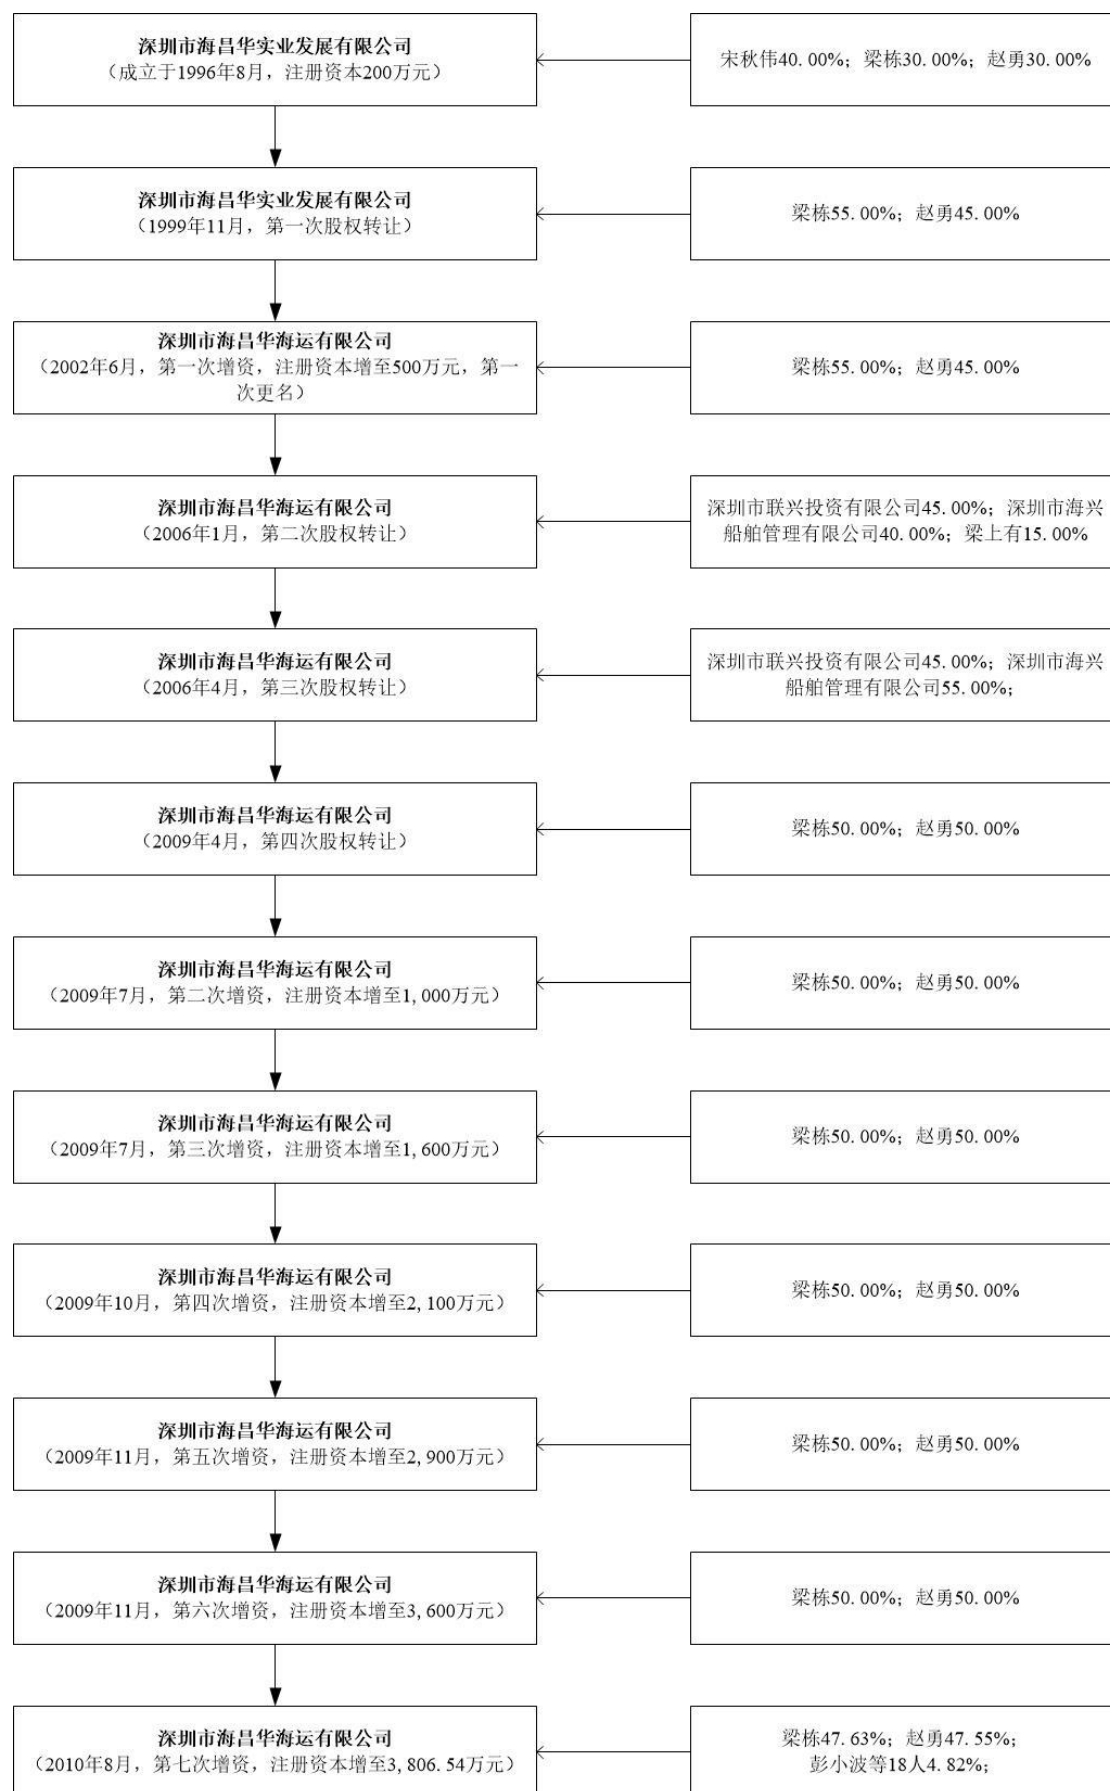 深圳市海昌华实业发展有限公司
（成立于1996年8月，注册资本200万元）
宋秋伟40.00%；梁栋30.00%；赵勇30.00%
深圳市海昌华实业发展有限公司
（1999年11月，第一次股权转让）
梁栋55.00%；赵勇45.00%
深圳市海昌华海运有限公司
（2002年6月，第一次增资，注册资本增至500万元，第一
次更名）
梁栋55.00%；赵勇45.00%
深圳市海昌华海运有限公司
（2006年1月，第二次股权转让）
深圳市联兴投资有限公司45.00%；深圳市海兴
船舶管理有限公司40.00%；梁上有15.00%
深圳市海昌华海运有限公司
（2006年4月，第三次股权转让）
深圳市联兴投资有限公司45.00%；深圳市海兴
船舶管理有限公司55.00%；
深圳市海昌华海运有限公司
（2009年4月，第四次股权转让）
梁栋50.00%；赵勇50.00%
深圳市海昌华海运有限公司
（2009年7月，第二次增资，注册资本增至1,000万元）
梁栋50.00%；赵勇50.00%
深圳市海昌华海运有限公司
（2009年7月，第三次增资，注册资本增至1,600万元）
梁栋50.00%；赵勇50.00%
深圳市海昌华海运有限公司
（2009年10月，第四次增资，注册资本增至2,100万元）
梁栋50.00%；赵勇50.00%
深圳市海昌华海运有限公司
（2009年11月，第五次增资，注册资本增至2,900万元）
梁栋50.00%；赵勇50.00%
深圳市海昌华海运有限公司
（2009年11月，第六次增资，注册资本增至3,600万元）
梁栋50.00%；赵勇50.00%
深圳市海昌华海运有限公司
（2010年8月，第七次增资，注册资本增至3,806.54万元）
梁栋47.63%；赵勇47.55%；
彭小波等18人4.82%；